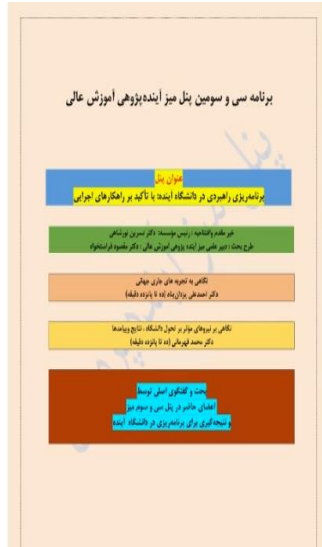 برنامه سی و سومین پنل میز آینده‌پژوهی آموزش عالی
عنوان پنل
برنامه‌ریزی راهبردی در دانشگاه آینده: با تأکید بر راهکارهای اجرایی
خیر مقدم وافتتاحیه : رئیس موسسه: دکتر نسرین نورشاهی
طرح بحث : دبیر علمی میز آینده پژوهی آموزش عالی : دکتر مقصود فراستخواه
نگاهی به تجربه های جاری جهانی
دکتر احمدعلی یزدان‌پناه (ده تا پانزده دقیقه)
نگاهی بر نیروهای مؤثر بر تحول دانشگاه ، نتایج وپیامدها
دکتر محمد قهرمانی (ده تا پانزده دقیقه)
بحث و گفتگوی اصلی توسط
اعضای حاضر در پنل سی و سوم میز
و نتیجه‌گیری برای برنامه‌ریزی در دانشگاه آینده